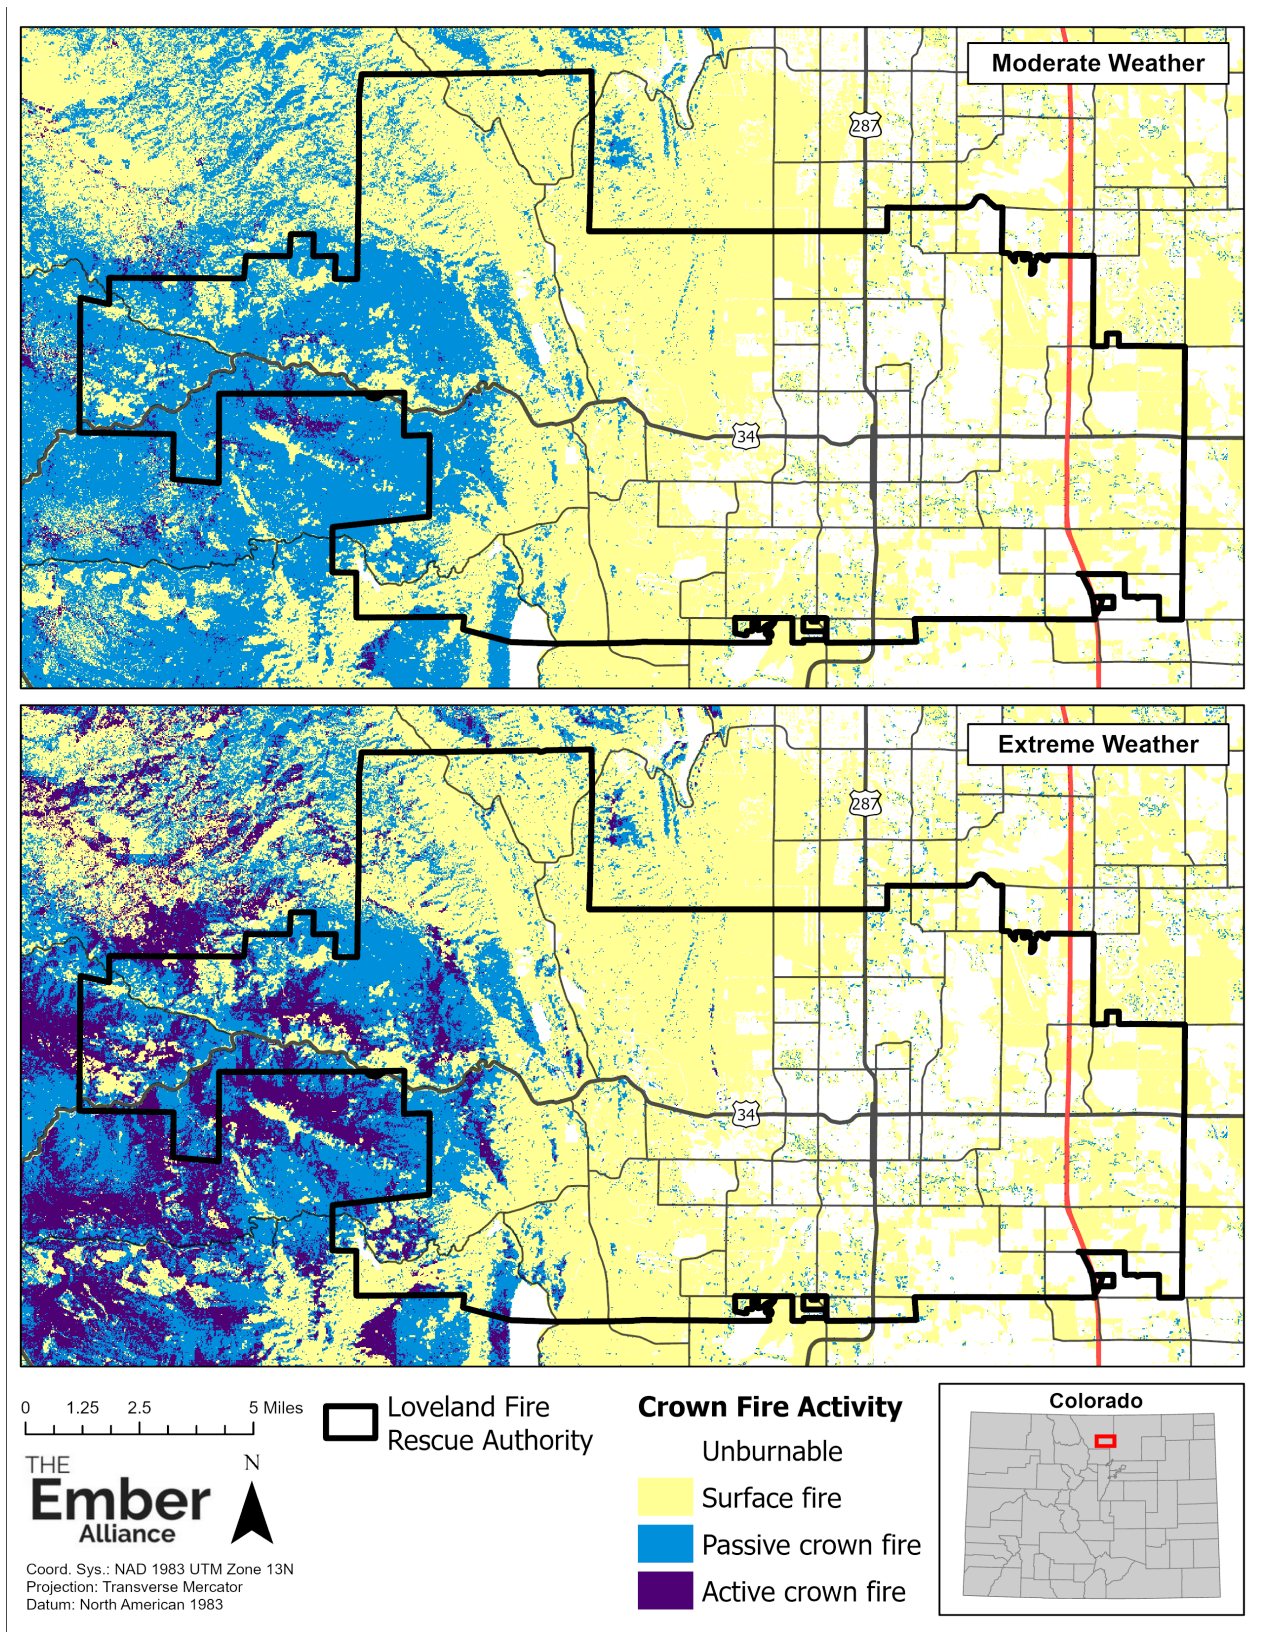 Moderate Weather
287
34
Extreme Weather
287
34
0 1.25 2.5 5 Miles
Loveland Fire
Rescue Authority
THE
Ember
Alliance
N
Coord. Sys.: NAD 1983 UTM Zone 13N
Projection: Transverse Mercator
Datum: North American 1983
Crown Fire Activity
Unburnable
Surface fire
Passive crown fire
Active crown fire
Colorado